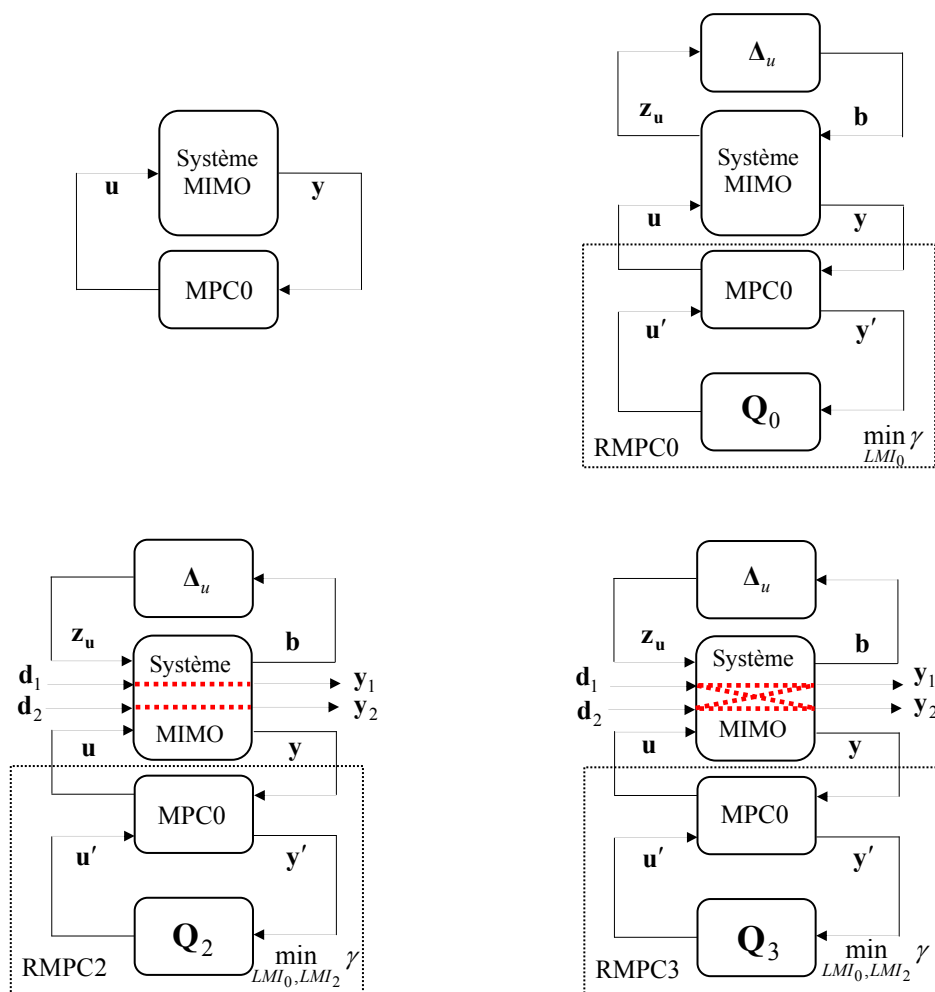 Système
MIMO
u
y
MPC0
Δu
zu
b
Système
MIMO
u
y
MPC0
u′
y′
Q0
RMPC0
min γ
LMI0
Δu
zu
b
Système
d1
y1
d2
y2
MIMO
u
y
MPC0
u′
y′
Q2
RMPC2
min γ
LMI0,LMI2
Δu
zu
b
Système
d1
y1
d2
y2
MIMO
u
y
MPC0
u′
y′
Q3
RMPC3
min γ
LMI0,LMI2